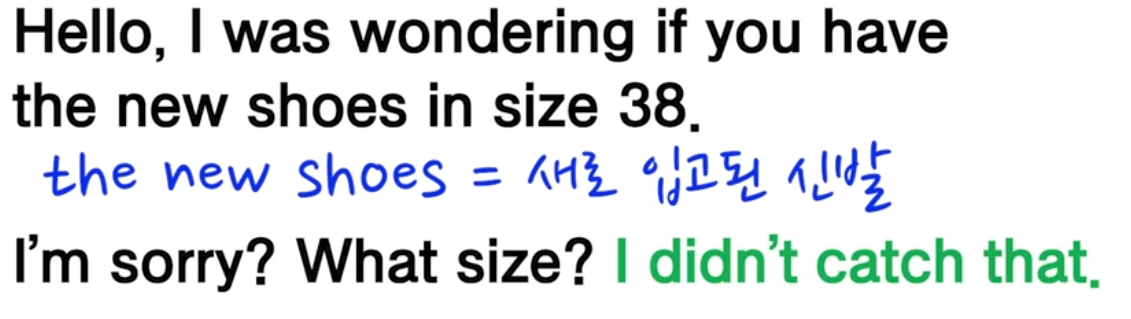 Hello, I was wondering if you have
the new shoes in size 38.
the new shoes = 새로 입고된 신발
I'm sorry? What size? I didn't catch that.